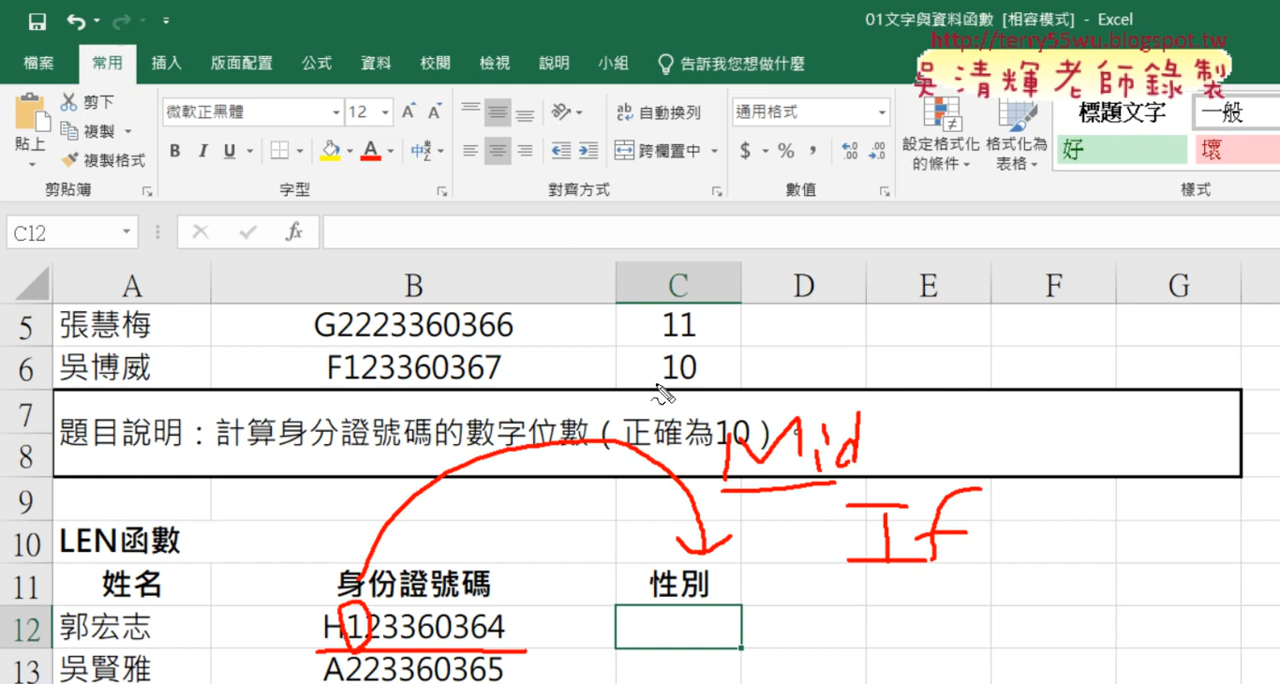 01文字與資料函數 [相容模式] - Excel
http://terry55wu.blogspot.tw
吳清輝老師錄製
檔案 常用 插入 版面配置 公式 資料 校閱 檢視 說明 小組 告訴我您想做什麼
剪下
複製
複製格式
貼上
剪貼簿
微軟正黑體 12
B I U A 中
字型
自動換列
跨欄置中
對齊方式
通用格式
$ % ,
數值
設定格式化的條件
格式化為表格
標題文字 一般
好 壞
樣式
C12 fx
A B C D E F G
5 張慧梅 G2223360366 11
6 吳博威 F123360367 10
7
題目說明：計算身分證號碼的數字位數（正確為10）。
8
Mid
If
9
10 LEN函數
11 姓名 身份證號碼 性別
12 郭宏志 H123360364
13 吳賢雅 A223360365